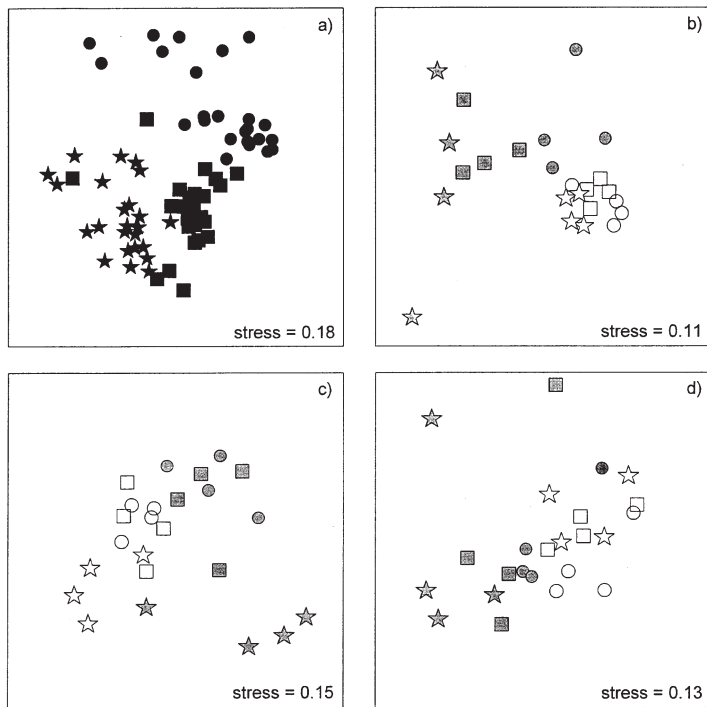 a)
stress = 0.18
b)
stress = 0.11
c)
stress = 0.15
d)
stress = 0.13